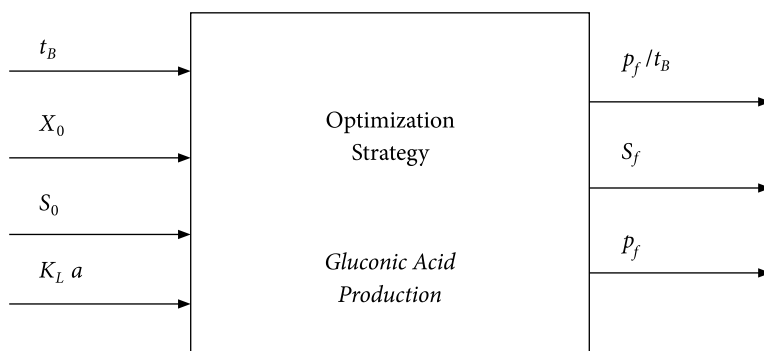 t_B
X_0
S_0
K_L a
Optimization
Strategy
Gluconic Acid
Production
p_f/t_B
S_f
p_f